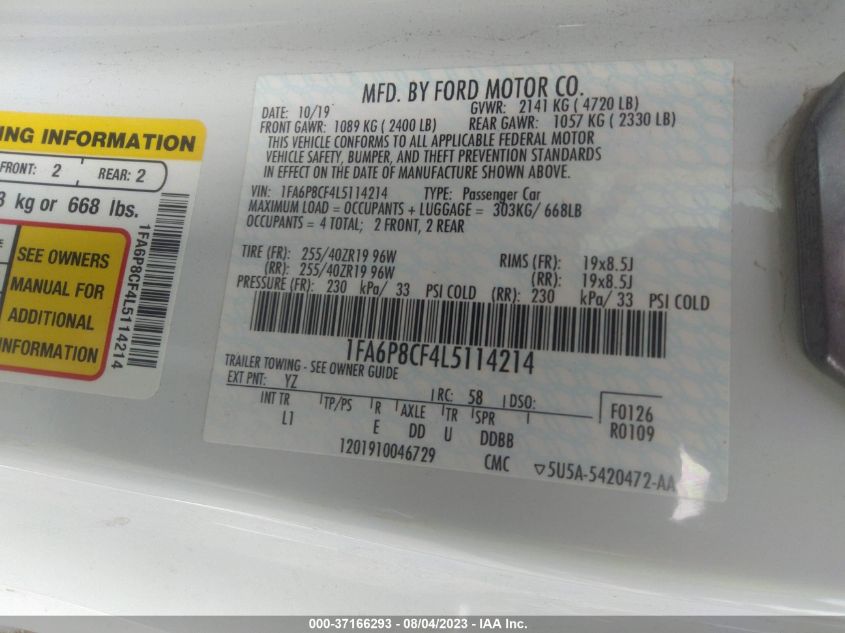 NG INFORMATION
FRONT: 2
REAR: 2
kg or 668 lbs.
SEE OWNERS
MANUAL FOR
ADDITIONAL
INFORMATION
1FA6P8CF4L5114214
MFD. BY FORD MOTOR CO.
DATE: 10/19
GVWR: 2141 KG ( 4720 LB)
FRONT GAWR: 1089 KG ( 2400 LB)
REAR GAWR: 1057 KG ( 2330 LB)
THIS VEHICLE CONFORMS TO ALL APPLICABLE FEDERAL MOTOR
VEHICLE SAFETY, BUMPER, AND THEFT PREVENTION STANDARDS
IN EFFECT ON THE DATE OF MANUFACTURE SHOWN ABOVE.
VIN: 1FA6P8CF4L5114214 TYPE: Passenger Car
MAXIMUM LOAD = OCCUPANTS + LUGGAGE = 303KG/ 668LB
OCCUPANTS = 4 TOTAL; 2 FRONT, 2 REAR
TIRE (FR): 255/40ZR19 96W RIMS (FR): 19x8.5J
(RR): 255/40ZR19 96W (RR): 19x8.5J
PRESSURE (FR): 230 kPa/ 33 PSI COLD (RR): 230 kPa/ 33 PSI COLD
1FA6P8CF4L5114214
TRAILER TOWING - SEE OWNER GUIDE
EXT PNT: YZ RC: 58 DSO:
INT TR TP/PS R AXLE TR SPR F0126
L1 E DD U DDBB R0109
1201910046729 CMC 5U5A-5420472-AA
000-37166293 - 08/04/2023 - IAA Inc.